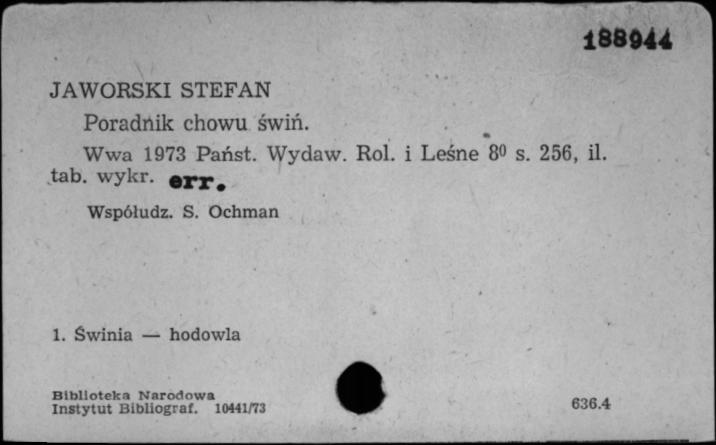 188944
JAWORSKI STEFAN
Poradnik chowu świń.
Wwa 1973 Państ. Wydaw. Rol. i Leśne 8⁰ s. 256, il.
tab. wykr. err.
Współudz. S. Ochman
1. Świnia — hodowla
Biblioteka Narodowa
Instytut Bibliograf. 10441/73
636.4